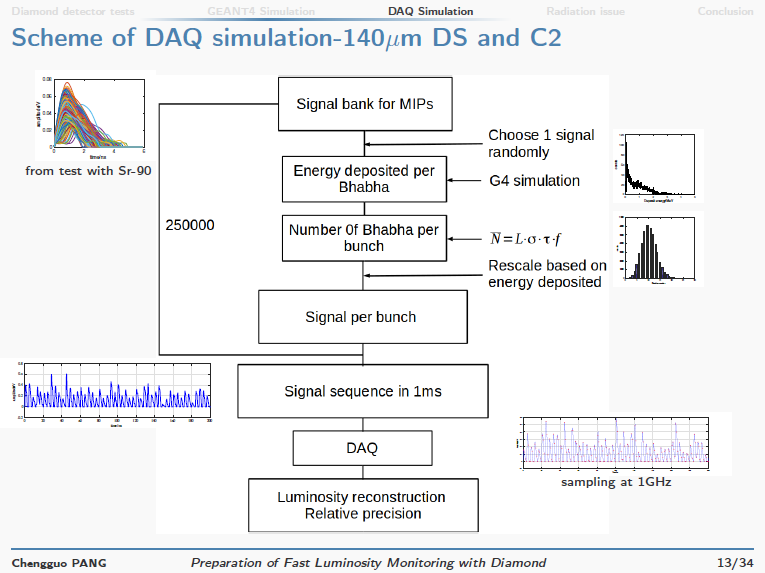 Diamond detector tests GEANT4 Simulation DAQ Simulation Radiation issue Conclusion
Scheme of DAQ simulation-140μm DS and C2
Signal bank for MIPs
from test with Sr-90
Choose 1 signal
randomly
Energy deposited per
Bhabha
G4 simulation
250000
Number 0f Bhabha per
bunch
N̅=L·σ·τ·f
Rescale based on
energy deposited
Signal per bunch
Signal sequence in 1ms
DAQ
sampling at 1GHz
Luminosity reconstruction
Relative precision
Chengguo PANG Preparation of Fast Luminosity Monitoring with Diamond 13/34